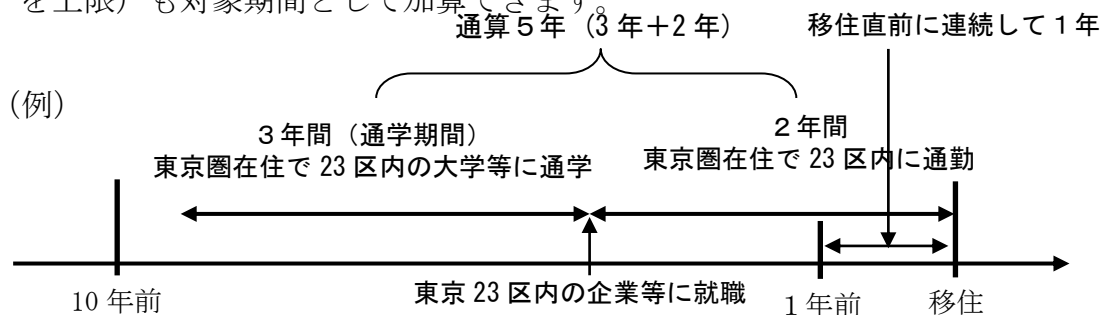 を上限）も対象期間として加算できます。
通算５年（3 年＋2 年）
移住直前に連続して１年
（例）
３年間（通学期間）
東京圏在住で 23 区内の大学等に通学
２年間
東京圏在住で 23 区内に通勤
東京 23 区内の企業等に就職
10 年前
１年前
移住